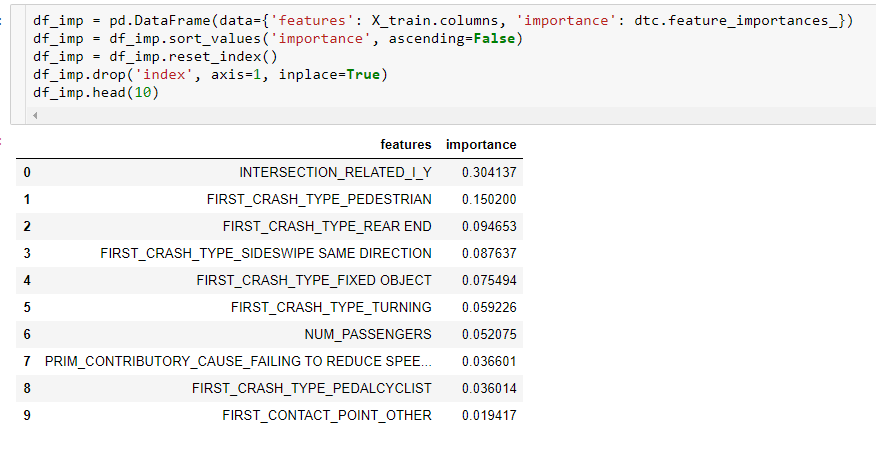 df_imp = pd.DataFrame(data={'features': X_train.columns, 'importance': dtc.feature_importances_})
df_imp = df_imp.sort_values('importance', ascending=False)
df_imp = df_imp.reset_index()
df_imp.drop('index', axis=1, inplace=True)
df_imp.head(10)
features importance
0 INTERSECTION_RELATED_I_Y 0.304137
1 FIRST_CRASH_TYPE_PEDESTRIAN 0.150200
2 FIRST_CRASH_TYPE_REAR END 0.094653
3 FIRST_CRASH_TYPE_SIDESWIPE SAME DIRECTION 0.087637
4 FIRST_CRASH_TYPE_FIXED OBJECT 0.075494
5 FIRST_CRASH_TYPE_TURNING 0.059226
6 NUM_PASSENGERS 0.052075
7 PRIM_CONTRIBUTORY_CAUSE_FAILING TO REDUCE SPEE... 0.036601
8 FIRST_CRASH_TYPE_PEDALCYCLIST 0.036014
9 FIRST_CONTACT_POINT_OTHER 0.019417